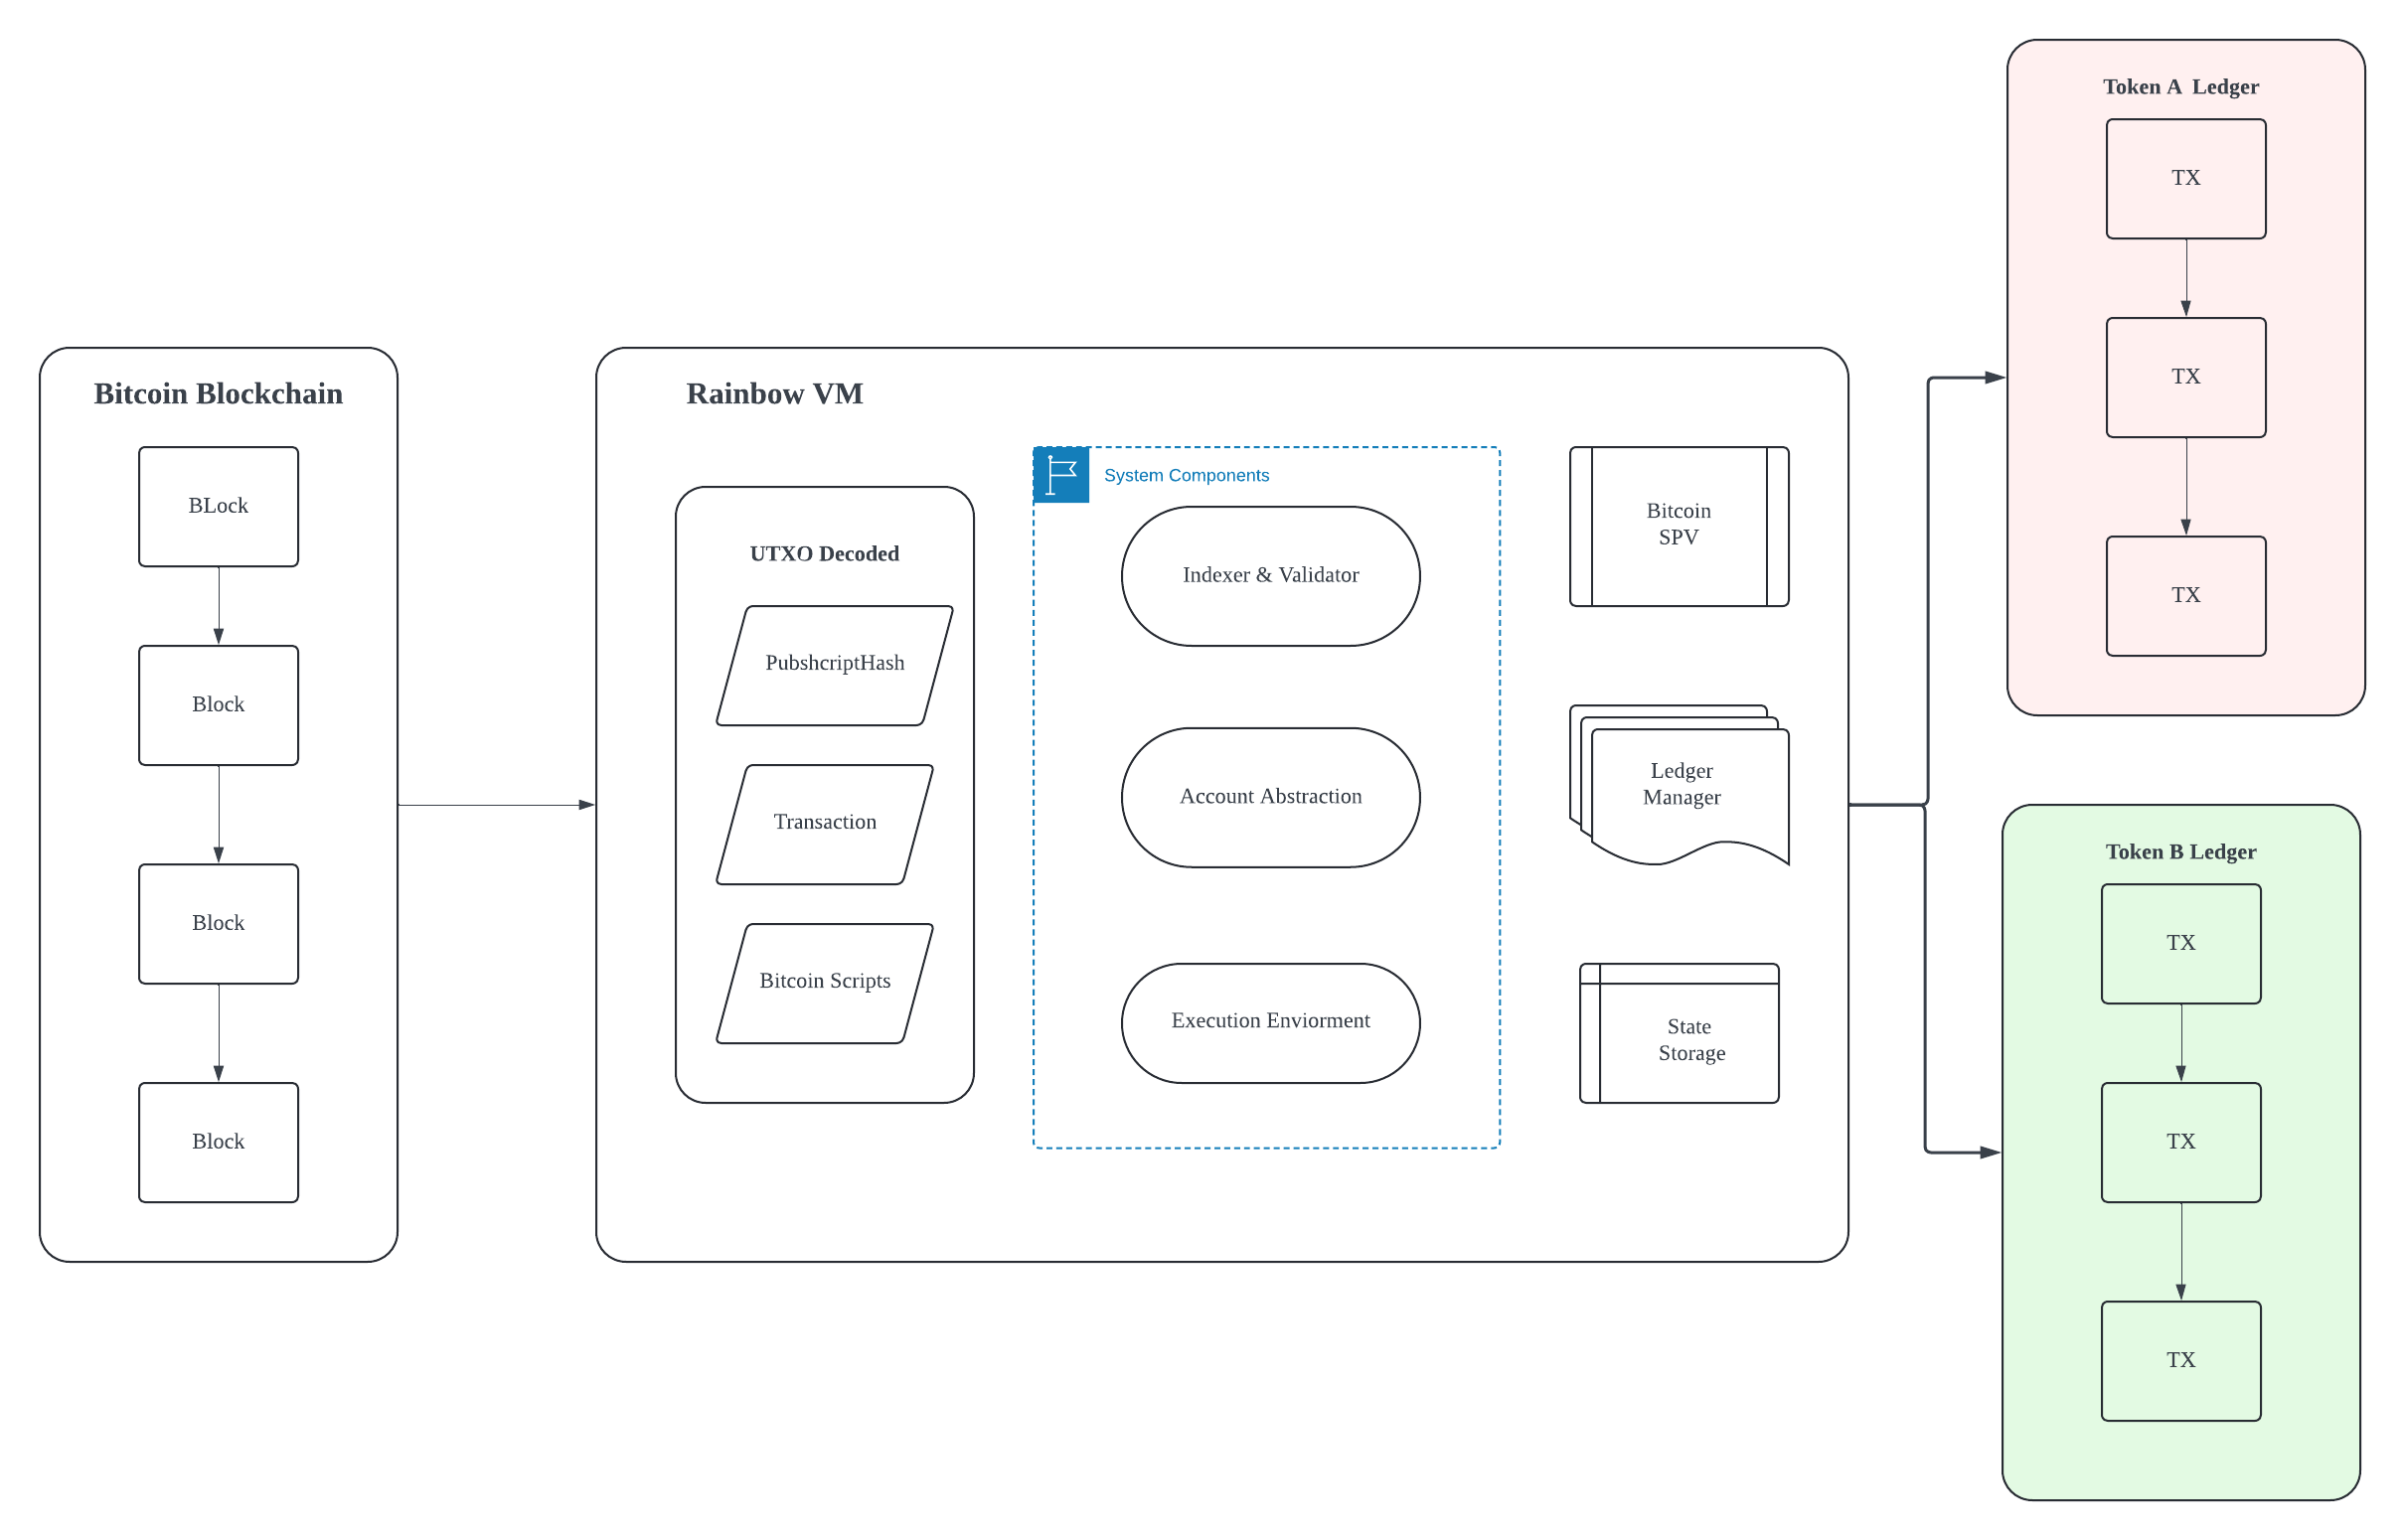 Bitcoin Blockchain
BLock
Block
Block
Block
Rainbow VM
UTXO Decoded
PubshcriptHash
Transaction
Bitcoin Scripts
System Components
Indexer & Validator
Account Abstraction
Execution Enviorment
Bitcoin
SPV
Ledger
Manager
State
Storage
Token A  Ledger
TX
TX
TX
Token B Ledger
TX
TX
TX